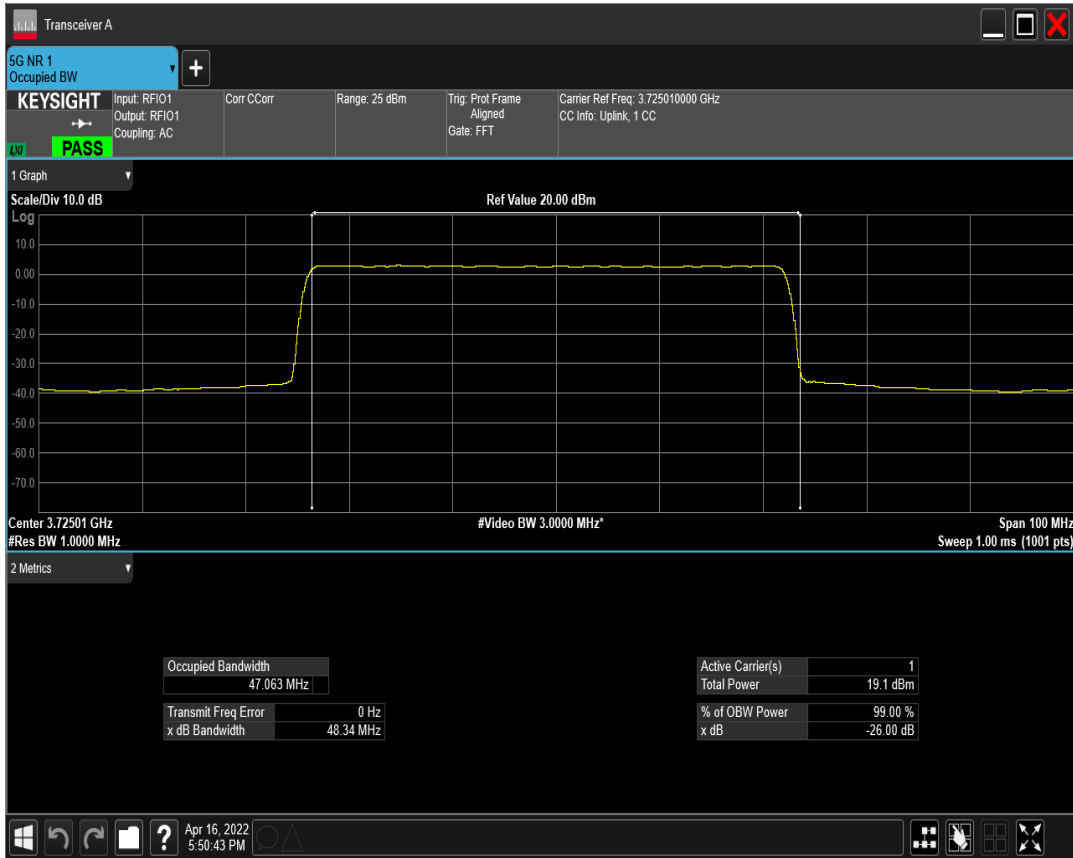 Transceiver A
5G NR 1
Occupied BW
KEYSIGHT
LXI
PASS
Input: RFIO1
Output: RFIO1
Coupling: AC
Corr CCorr
Range: 25 dBm
Trig: Prot Frame
Aligned
Gate: FFT
Carrier Ref Freq: 3.725010000 GHz
CC Info: Uplink, 1 CC
1 Graph
Scale/Div 10.0 dB
Ref Value 20.00 dBm
Log
10.0
0.00
-10.0
-20.0
-30.0
-40.0
-50.0
-60.0
-70.0
Center 3.72501 GHz
#Video BW 3.0000 MHz*
Span 100 MHz
#Res BW 1.0000 MHz
Sweep 1.00 ms (1001 pts)
2 Metrics
Occupied Bandwidth
47.063 MHz
Transmit Freq Error 0 Hz
x dB Bandwidth 48.34 MHz
Active Carrier(s) 1
Total Power 19.1 dBm
% of OBW Power 99.00 %
x dB -26.00 dB
?
Apr 16, 2022
5:50:43 PM